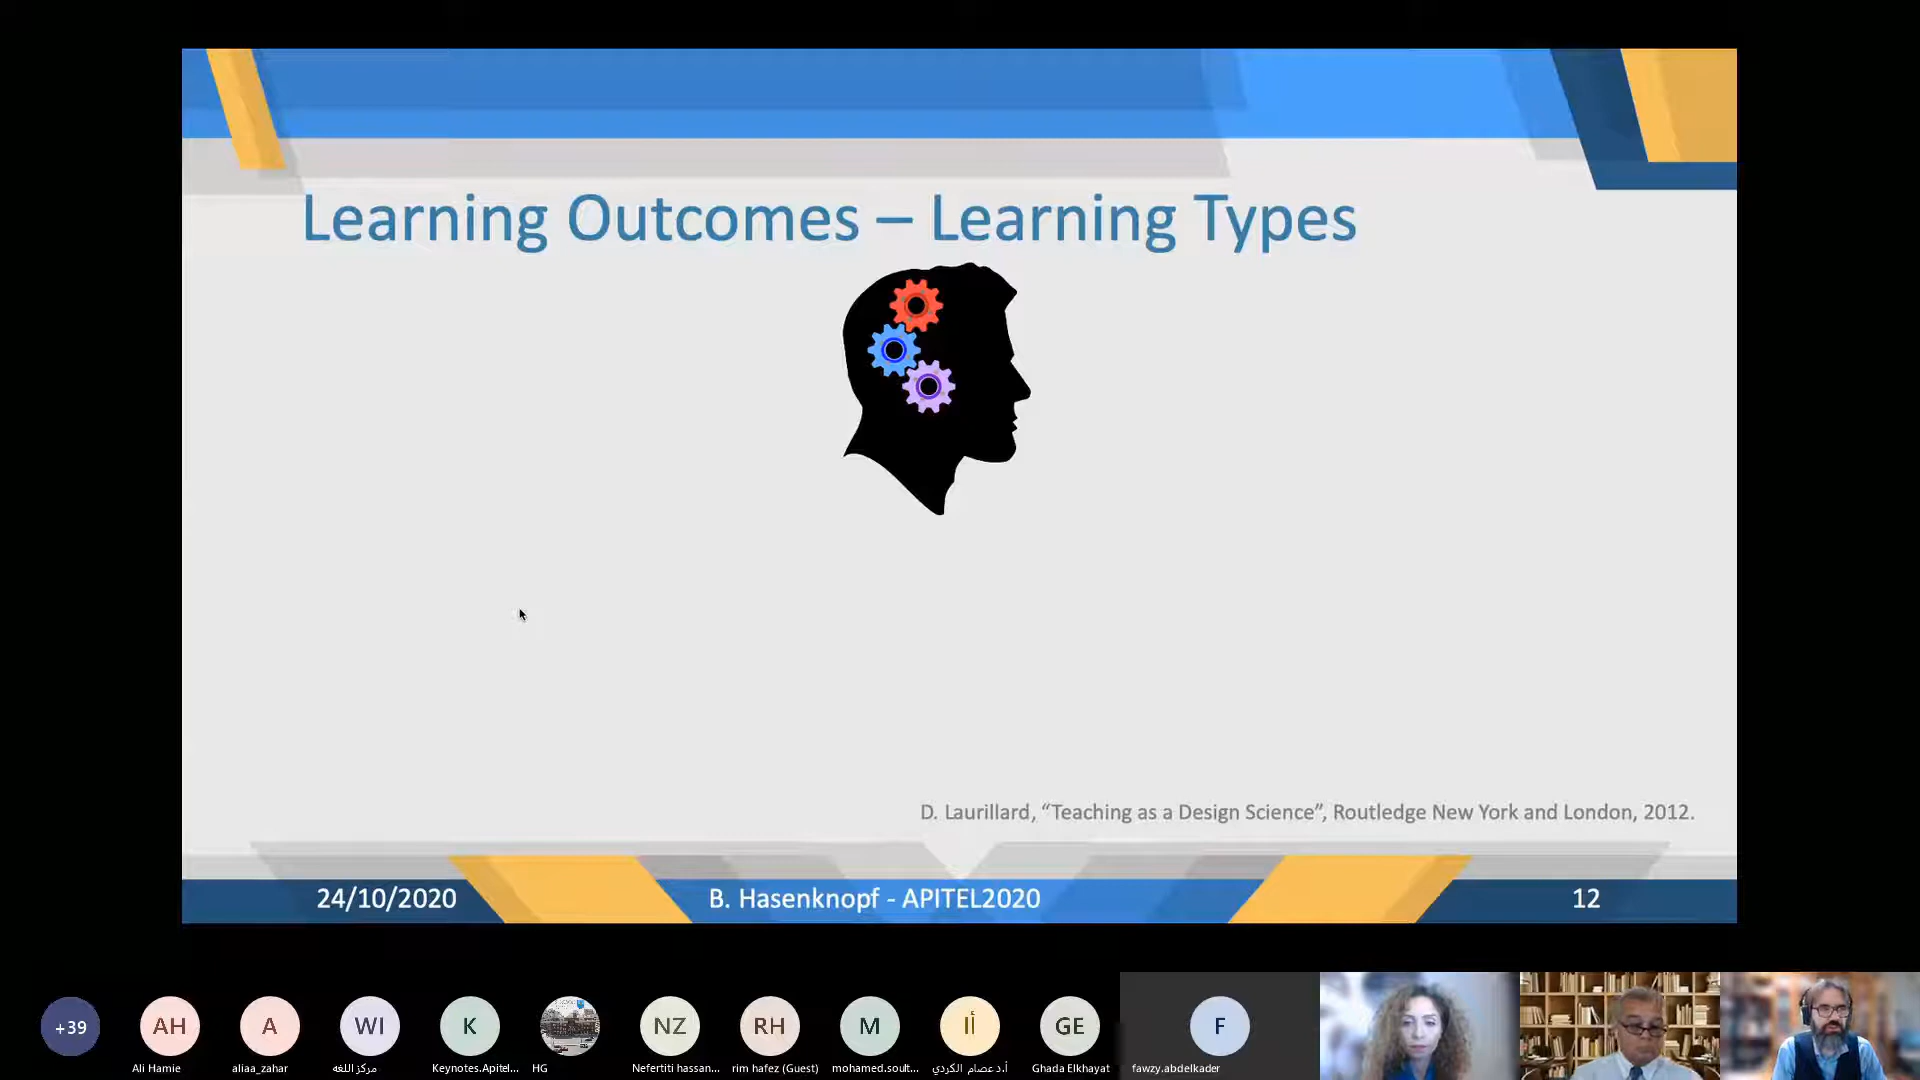 Learning Outcomes – Learning Types
D. Laurillard, “Teaching as a Design Science”, Routledge New York and London, 2012.
24/10/2020
B. Hasenknopf - APITEL2020
12
+39
AH
A
WI
K
NZ
RH
M
أا
GE
F
Ali Hamie
aliaa_zahar
مركز اللغه
Keynotes.Apitel...
HG
Nefertiti hassan...
rim hafez (Guest)
mohamed.soult...
أ.د عصام الكردي
Ghada Elkhayat
fawzy.abdelkader